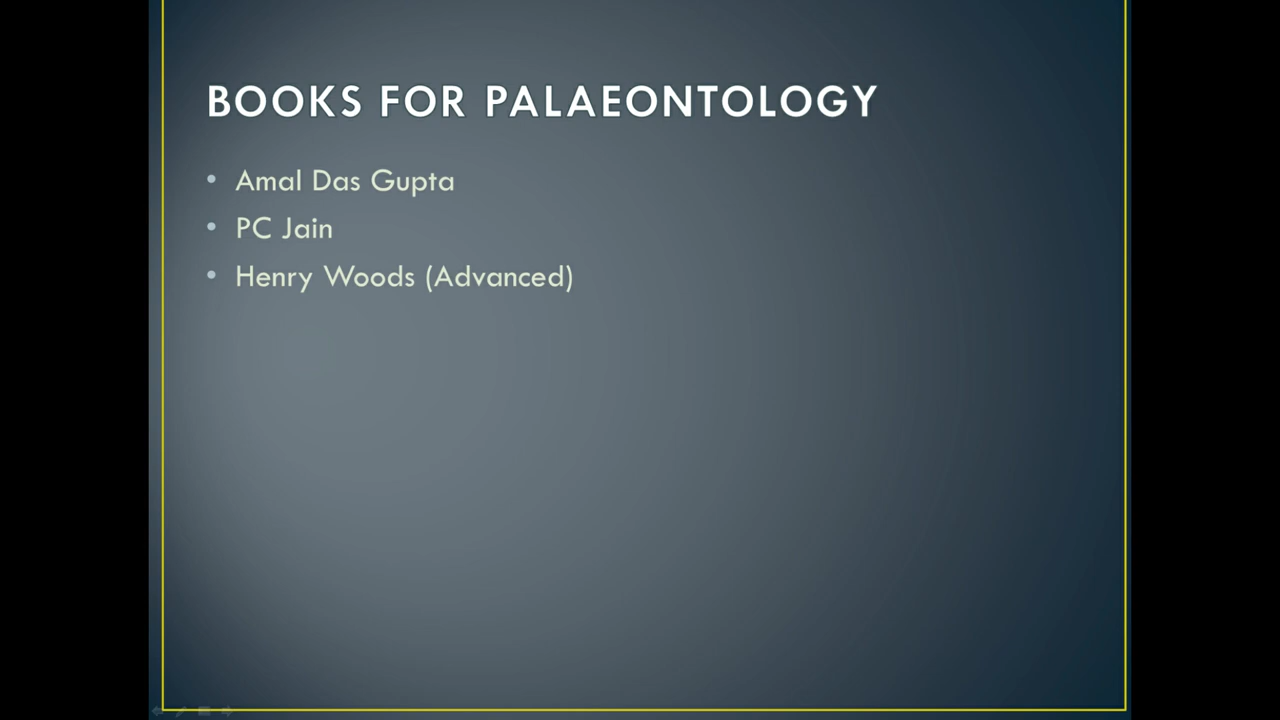 BOOKS FOR PALAEONTOLOGY
• Amal Das Gupta
• PC Jain
• Henry Woods (Advanced)